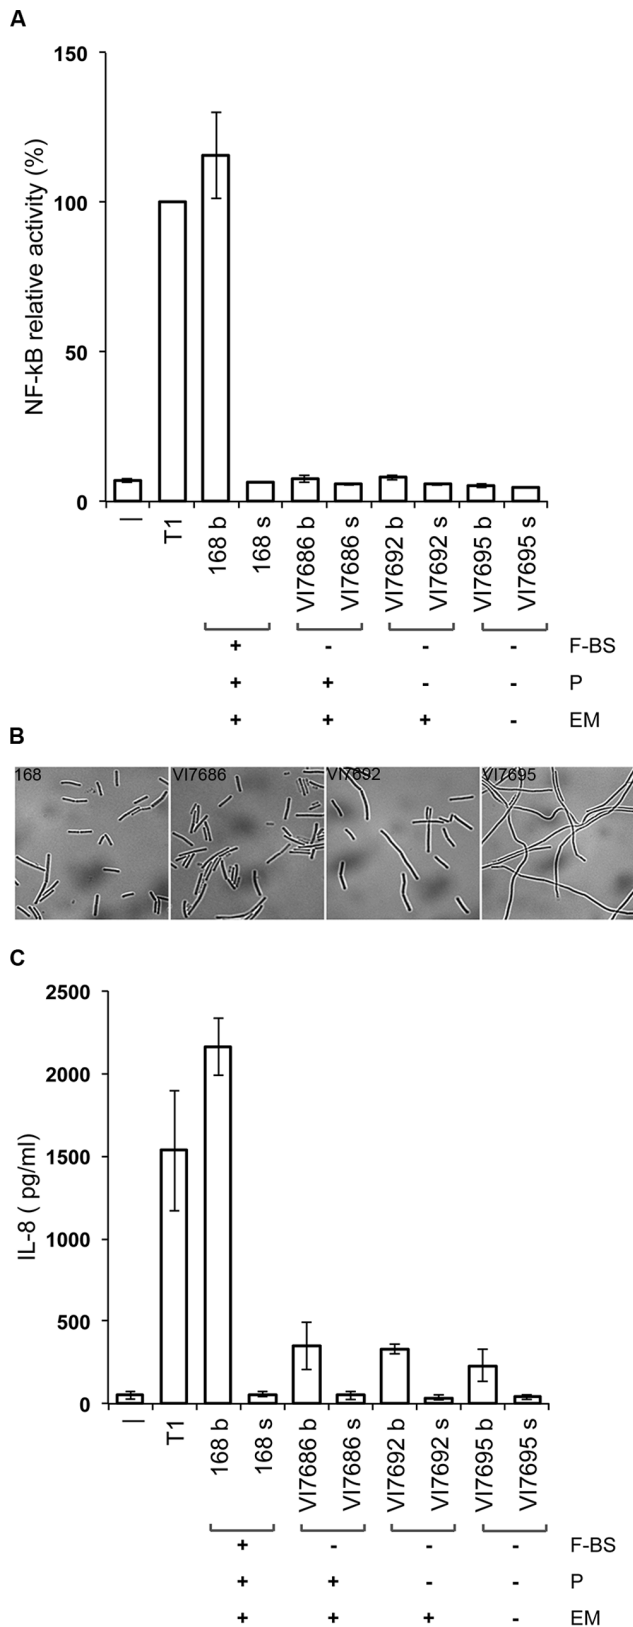 A
150
100
50
0
NF-kB relative activity (%)
–
T1
168 b
168 s
VI7686 b
VI7686 s
VI7692 b
VI7692 s
VI7695 b
VI7695 s
+ - - - F-BS
+ + - - P
+ + + - EM
B
168 VI7686 VI7692 VI7695
C
2500
2000
1500
1000
500
0
IL-8 ( pg/ml)
–
T1
168 b
168 s
VI7686 b
VI7686 s
VI7692 b
VI7692 s
VI7695 b
VI7695 s
+ - - - F-BS
+ + - - P
+ + + - EM